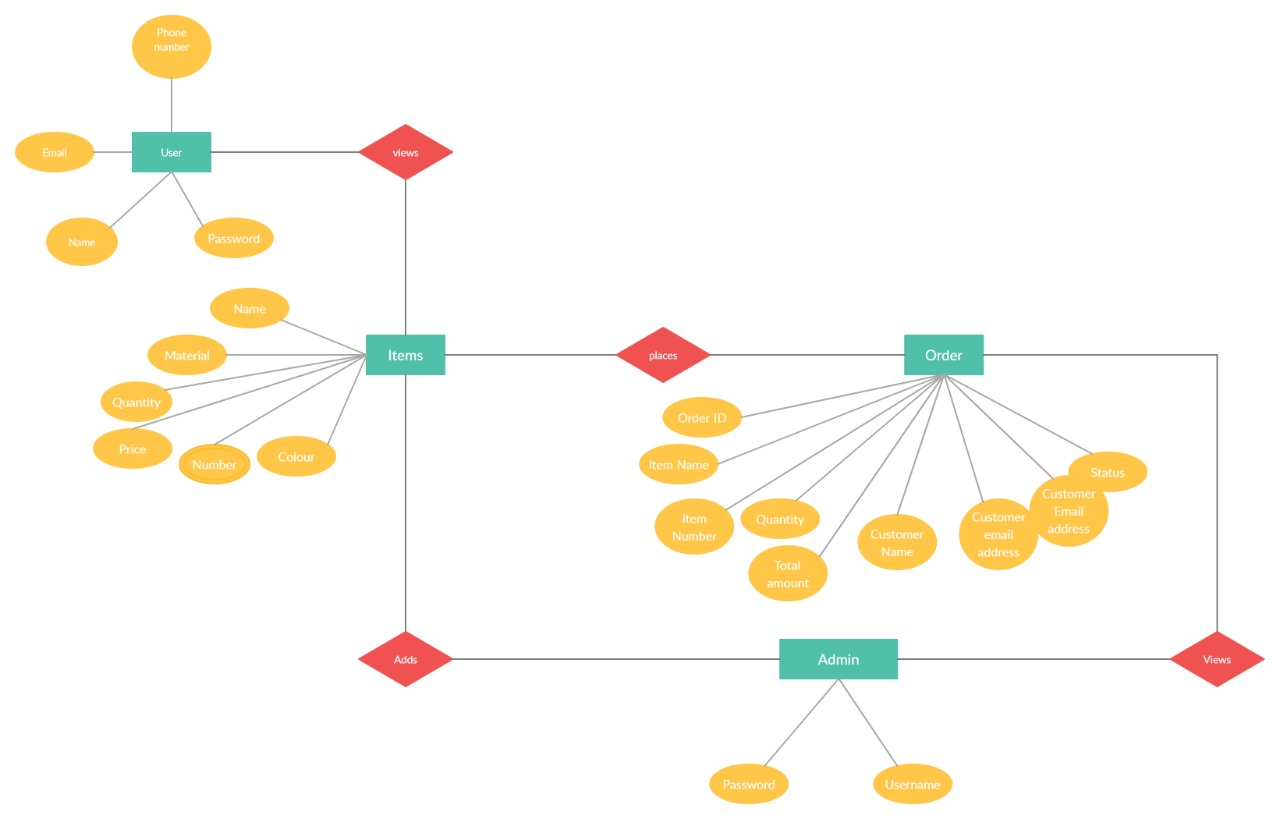 Phone
number
Email
User
views
Name
Password
Name
Material
Items
places
Order
Quantity
Price
Number
Colour
Order ID
Item Name
Item
Number
Quantity
Total
amount
Customer
Name
Customer
email
address
Customer
Email
address
Status
Adds
Admin
Views
Password
Username